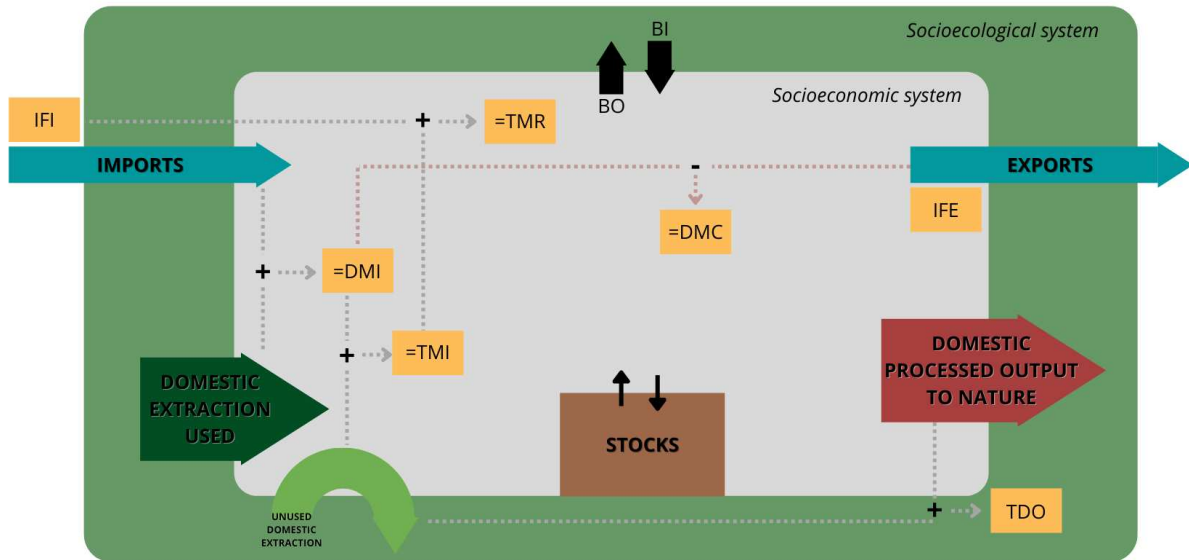 Socioecological system
BI
BO
Socioeconomic system
IFI
+
=TMR
IMPORTS
-
EXPORTS
IFE
=DMC
+
=DMI
+
=TMI
DOMESTIC
EXTRACTION
USED
DOMESTIC
PROCESSED OUTPUT
TO NATURE
STOCKS
UNUSED
DOMESTIC
EXTRACTION
+
TDO